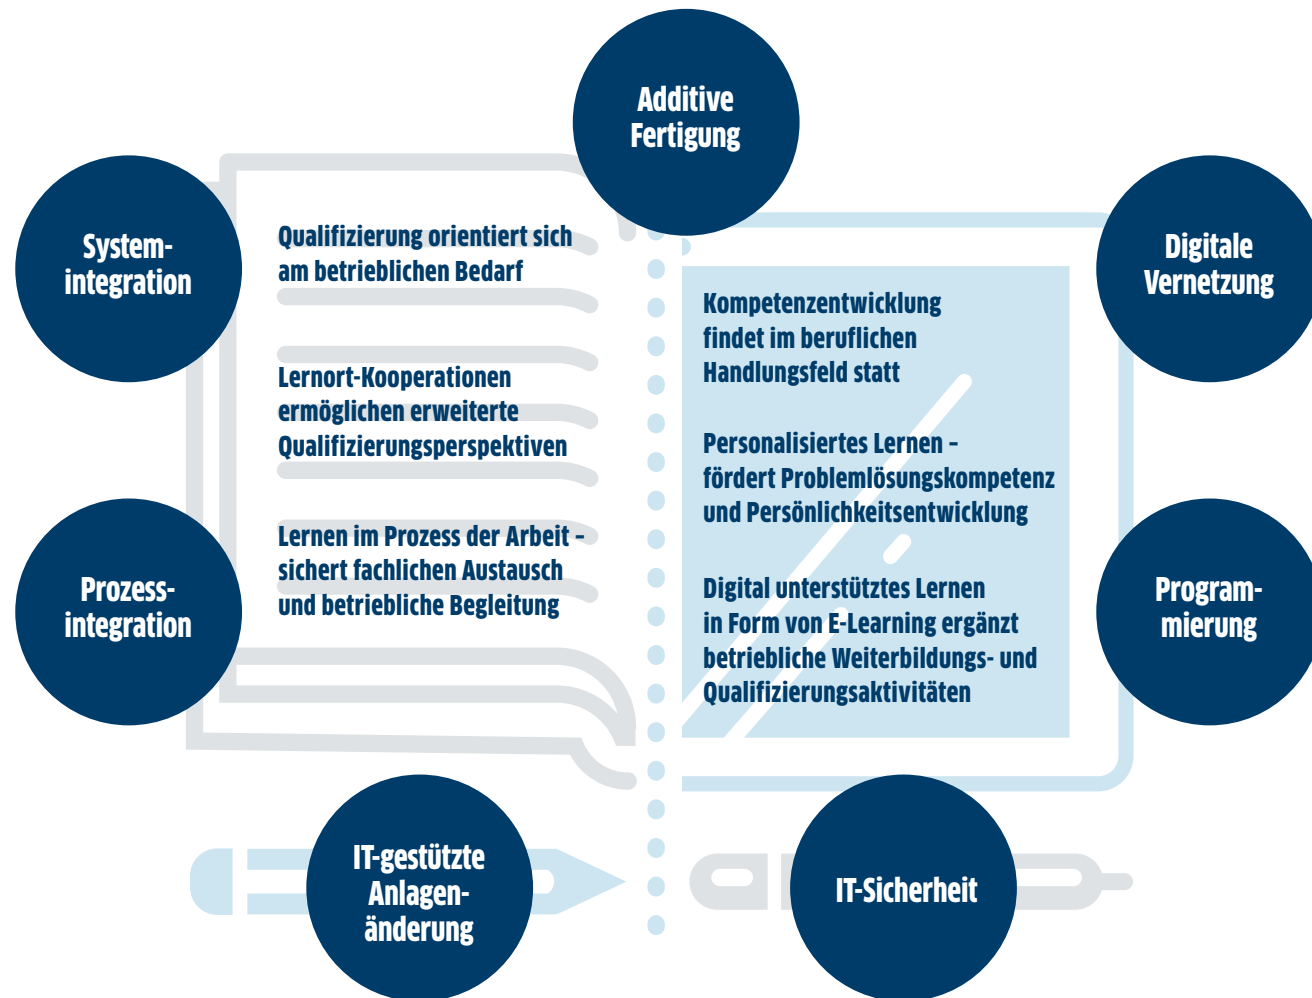 Additive
Fertigung
System-
integration
Digitale
Vernetzung
Qualifizierung orientiert sich
am betrieblichen Bedarf
Lernort-Kooperationen
ermöglichen erweiterte
Qualifizierungsperspektiven
Lernen im Prozess der Arbeit –
sichert fachlichen Austausch
und betriebliche Begleitung
Kompetenzentwicklung
findet im beruflichen
Handlungsfeld statt
Personalisiertes Lernen –
fördert Problemlösungskompetenz
und Persönlichkeitsentwicklung
Digital unterstütztes Lernen
in Form von E-Learning ergänzt
betriebliche Weiterbildungs- und
Qualifizierungsaktivitäten
Prozess-
integration
Program-
mierung
IT-gestützte
Anlagen-
änderung
IT-Sicherheit